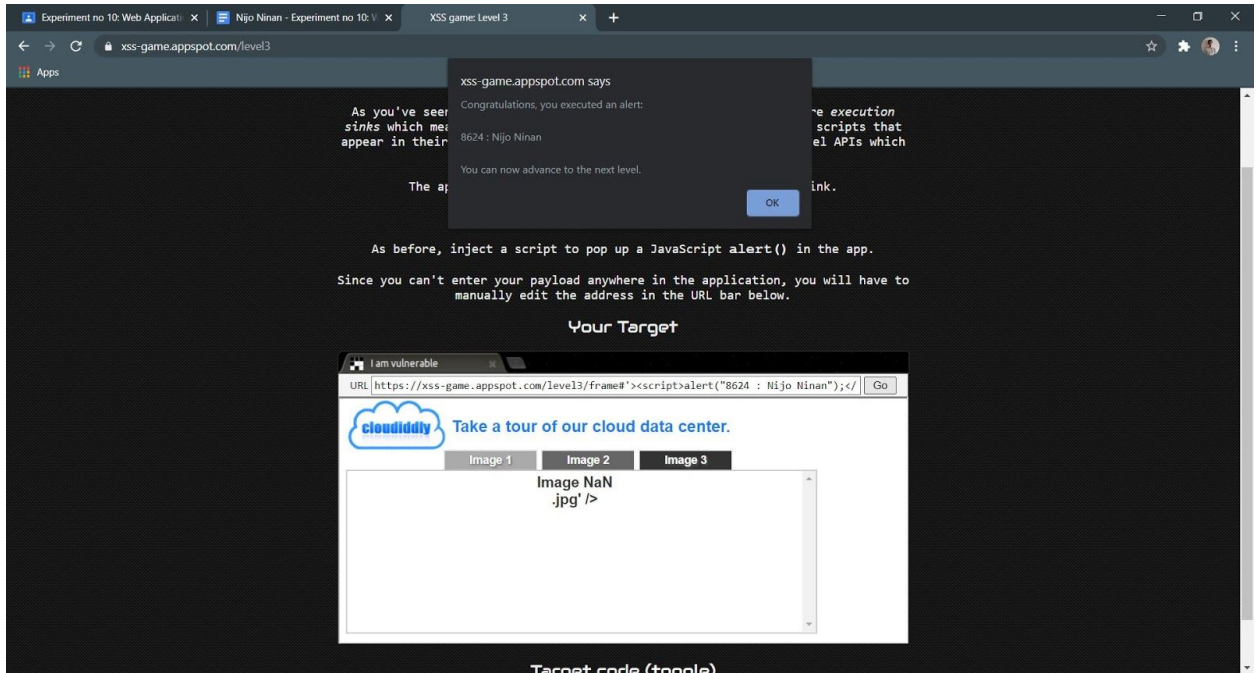 Experiment no 10: Web Applicati
Nijo Ninan - Experiment no 10: W
XSS game: Level 3
xss-game.appspot.com/level3
Apps
xss-game.appspot.com says
Congratulations, you executed an alert:
8624 : Nijo Ninan
You can now advance to the next level.
OK
As you've seen re execution
sinks which mea scripts that
appear in their el APIs which
The ap ink.
As before, inject a script to pop up a JavaScript alert() in the app.
Since you can't enter your payload anywhere in the application, you will have to
manually edit the address in the URL bar below.
Your Target
I am vulnerable
URL https://xss-game.appspot.com/level3/frame#'><script>alert("8624 : Nijo Ninan");</ Go
cloudiddly Take a tour of our cloud data center.
Image 1 Image 2 Image 3
Image NaN
.jpg' />
Target code (toggle)